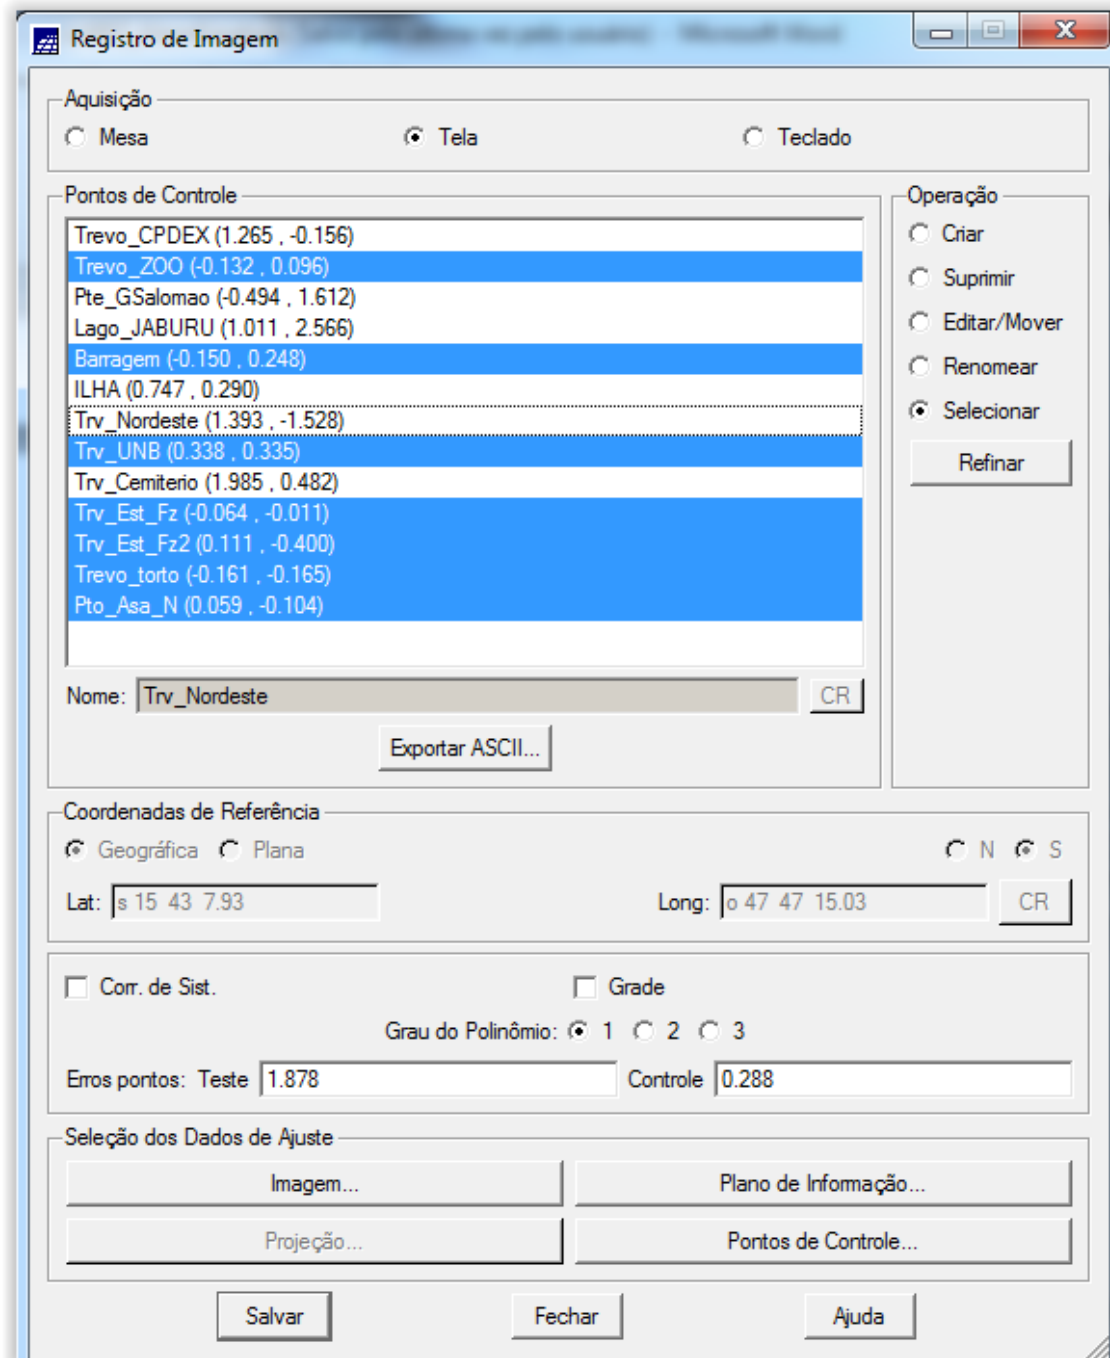 Registro de Imagem
Aquisição
Mesa Tela Teclado
Pontos de Controle
Trevo_CPDEX (1.265 , -0.156)
Trevo_ZOO (-0.132 , 0.096)
Pte_GSalomao (-0.494 , 1.612)
Lago_JABURU (1.011 , 2.566)
Barragem (-0.150 , 0.248)
ILHA (0.747 , 0.290)
Trv_Nordeste (1.393 , -1.528)
Trv_UNB (0.338 , 0.335)
Trv_Cemiterio (1.985 , 0.482)
Trv_Est_Fz (-0.064 , -0.011)
Trv_Est_Fz2 (0.111 , -0.400)
Trevo_torto (-0.161 , -0.165)
Pto_Asa_N (0.059 , -0.104)
Nome: Trv_Nordeste CR
Exportar ASCII...
Operação
Criar
Suprimir
Editar/Mover
Renomear
Selecionar
Refinar
Coordenadas de Referência
Geográfica Plana N S
Lat: s 15 43 7.93 Long: o 47 47 15.03 CR
Corr. de Sist. Grade
Grau do Polinômio: 1 2 3
Erros pontos: Teste 1.878 Controle 0.288
Seleção dos Dados de Ajuste
Imagem... Plano de Informação...
Projeção... Pontos de Controle...
Salvar Fechar Ajuda